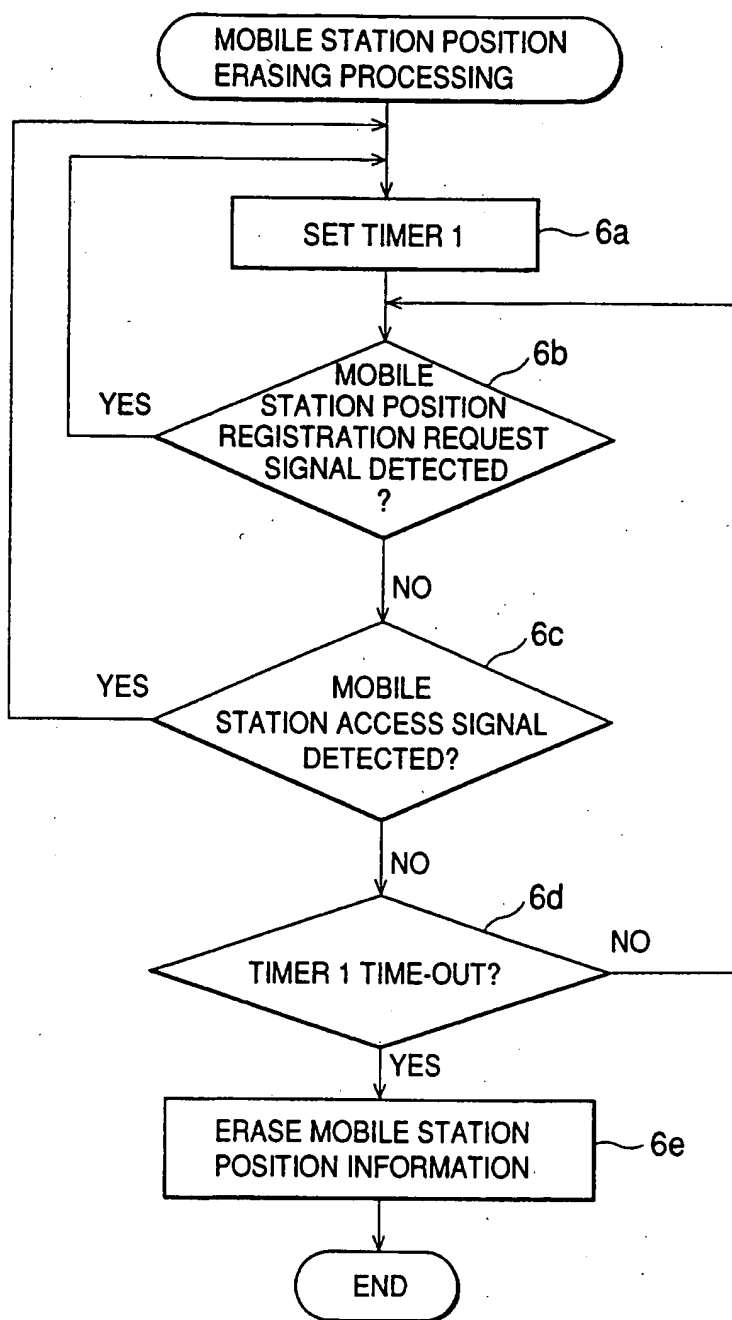 MOBILE STATION POSITION
ERASING PROCESSING
SET TIMER 1
6a
6b
MOBILE
STATION POSITION
REGISTRATION REQUEST
SIGNAL DETECTED
?
YES
NO
6c
YES
MOBILE
STATION ACCESS SIGNAL
DETECTED?
NO
6d
NO
TIMER 1 TIME-OUT?
YES
ERASE MOBILE STATION
POSITION INFORMATION
6e
END